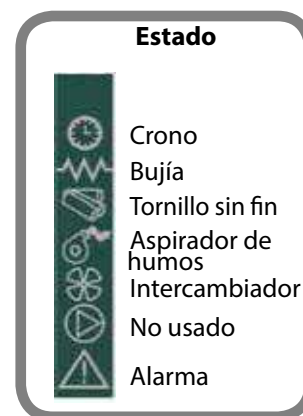 Estado
Crono
Bujía
Tornillo sin fin
Aspirador de
humos
Intercambiador
No usado
Alarma